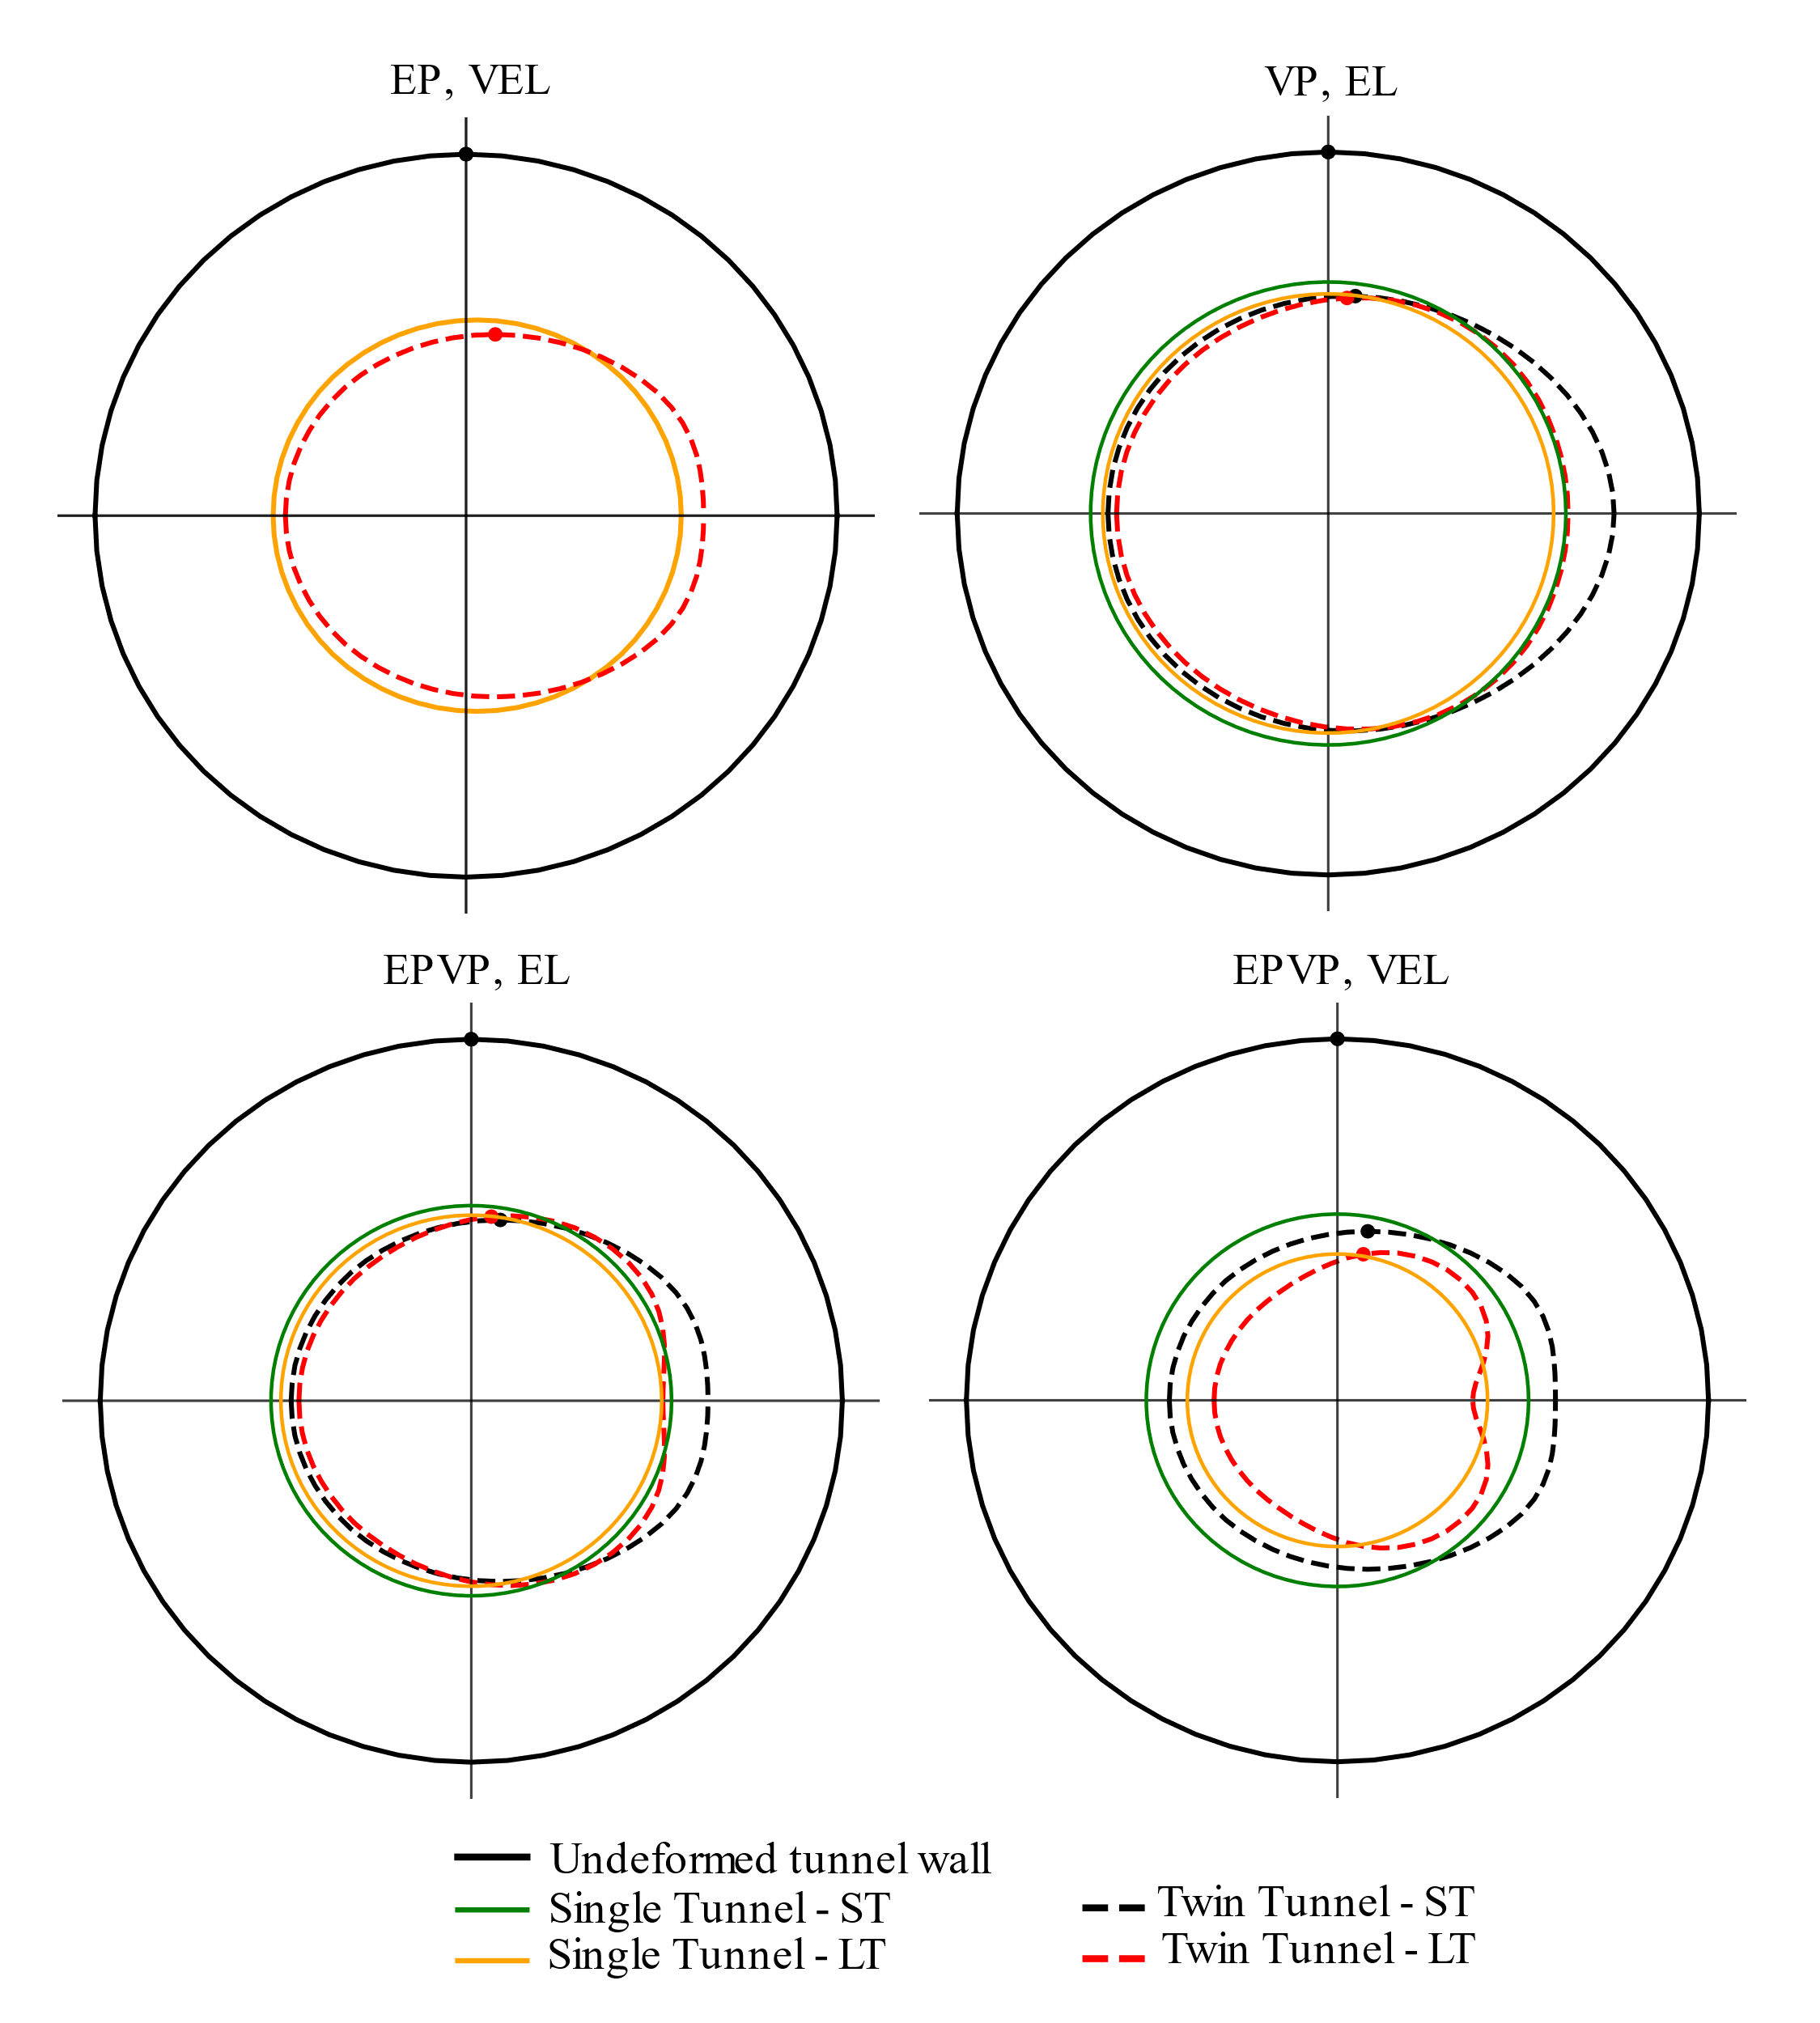 EP, VEL
VP, EL
EPVP, EL
EPVP, VEL
Undeformed tunnel wall
Single Tunnel - ST
Single Tunnel - LT
Twin Tunnel - ST
Twin Tunnel - LT